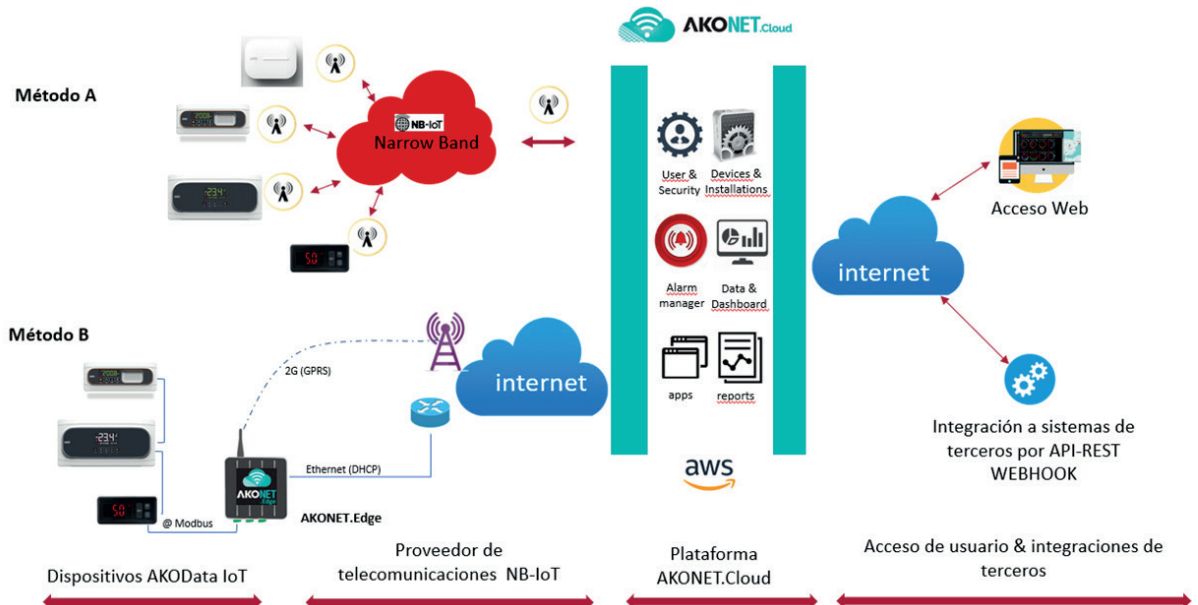 AKONET.Cloud
Método A
NB-IoT
Narrow Band
User &
Security
Devices &
Installations
Acceso Web
internet
Alarm
manager
Data &
Dashboard
Método B
2G (GPRS)
internet
apps
reports
Integración a sistemas de
terceros por API-REST
WEBHOOK
Ethernet (DHCP)
aws
AKONET
.Edge
AKONET.Edge
@ Modbus
Dispositivos AKOData IoT
Proveedor de
telecomunicaciones NB-IoT
Plataforma
AKONET.Cloud
Acceso de usuario & integraciones de
terceros